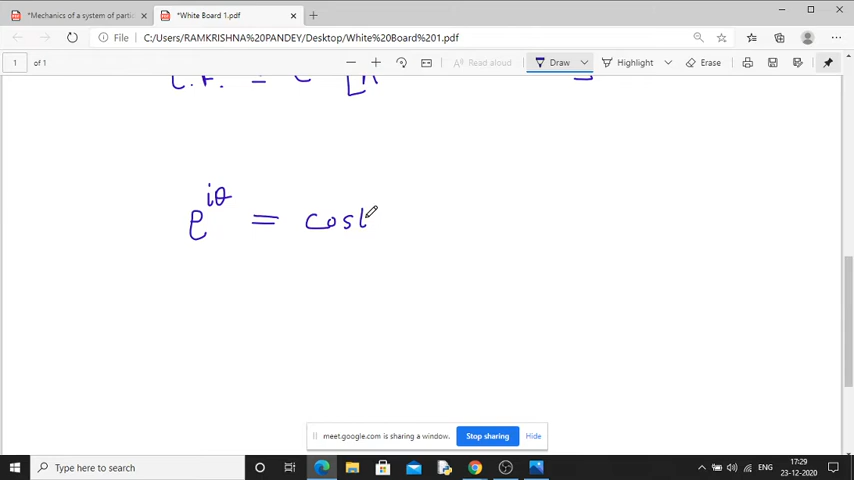 *Mechanics of a system of partic
*White Board 1.pdf
File
C:/Users/RAMKRISHNA%20PANDEY/Desktop/White%20Board%201.pdf
1 of 1
Read aloud
Draw
Highlight
Erase
e^{iθ} = cos
meet.google.com is sharing a window.
Stop sharing
Hide
Type here to search
ENG
17:29
23-12-2020